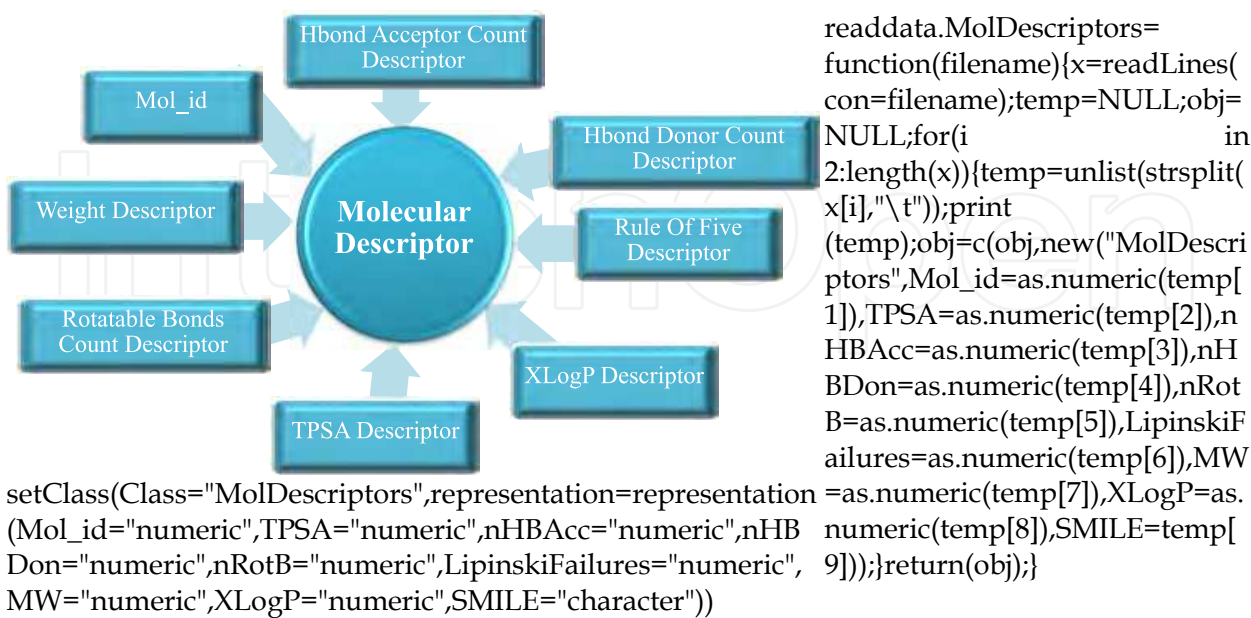 Hbond Acceptor Count
Descriptor
Mol_id
Hbond Donor Count
Descriptor
Weight Descriptor
Molecular
Descriptor
Rule Of Five
Descriptor
Rotatable Bonds
Count Descriptor
XLogP Descriptor
TPSA Descriptor
setClass(Class="MolDescriptors",representation=representation
(Mol_id="numeric",TPSA="numeric",nHBAcc="numeric",nHB
Don="numeric",nRotB="numeric",LipinskiFailures="numeric",
MW="numeric",XLogP="numeric",SMILE="character"))
readdata.MolDescriptors=
function(filename){x=readLines(
con=filename);temp=NULL;obj=
NULL;for(i in
2:length(x)){temp=unlist(strsplit(
x[i],"\t"));print
(temp);obj=c(obj,new("MolDescri
ptors",Mol_id=as.numeric(temp[
1]),TPSA=as.numeric(temp[2]),n
HBAcc=as.numeric(temp[3]),nH
BDon=as.numeric(temp[4]),nRot
B=as.numeric(temp[5]),LipinskiF
ailures=as.numeric(temp[6]),MW
=as.numeric(temp[7]),XLogP=as.
numeric(temp[8]),SMILE=temp[
9]));}return(obj);}
IntechOpen